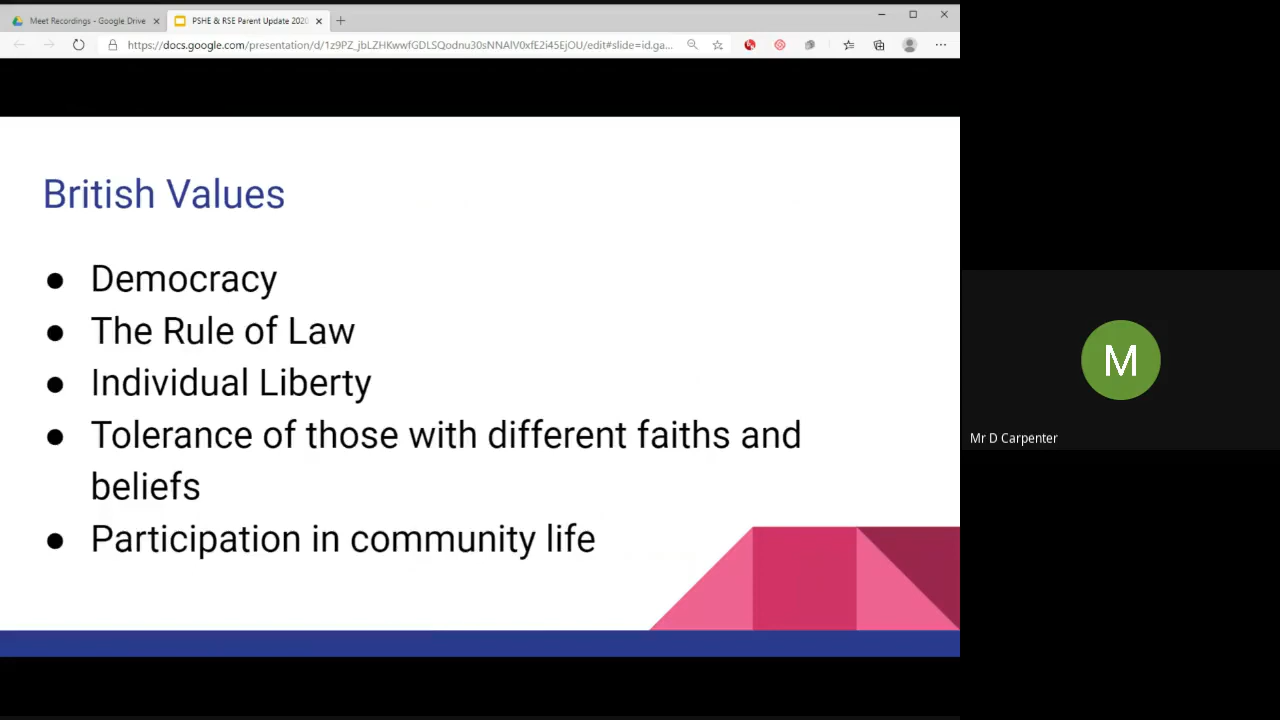 Meet Recordings - Google Drive
PSHE & RSE Parent Update 2020
https://docs.google.com/presentation/d/1z9PZ_jbLZHKwwfGDLSQodnu30sNNAlV0xfE2i45EjOU/edit#slide=id.ga...
British Values
● Democracy
● The Rule of Law
● Individual Liberty
● Tolerance of those with different faiths and
beliefs
● Participation in community life
M
Mr D Carpenter